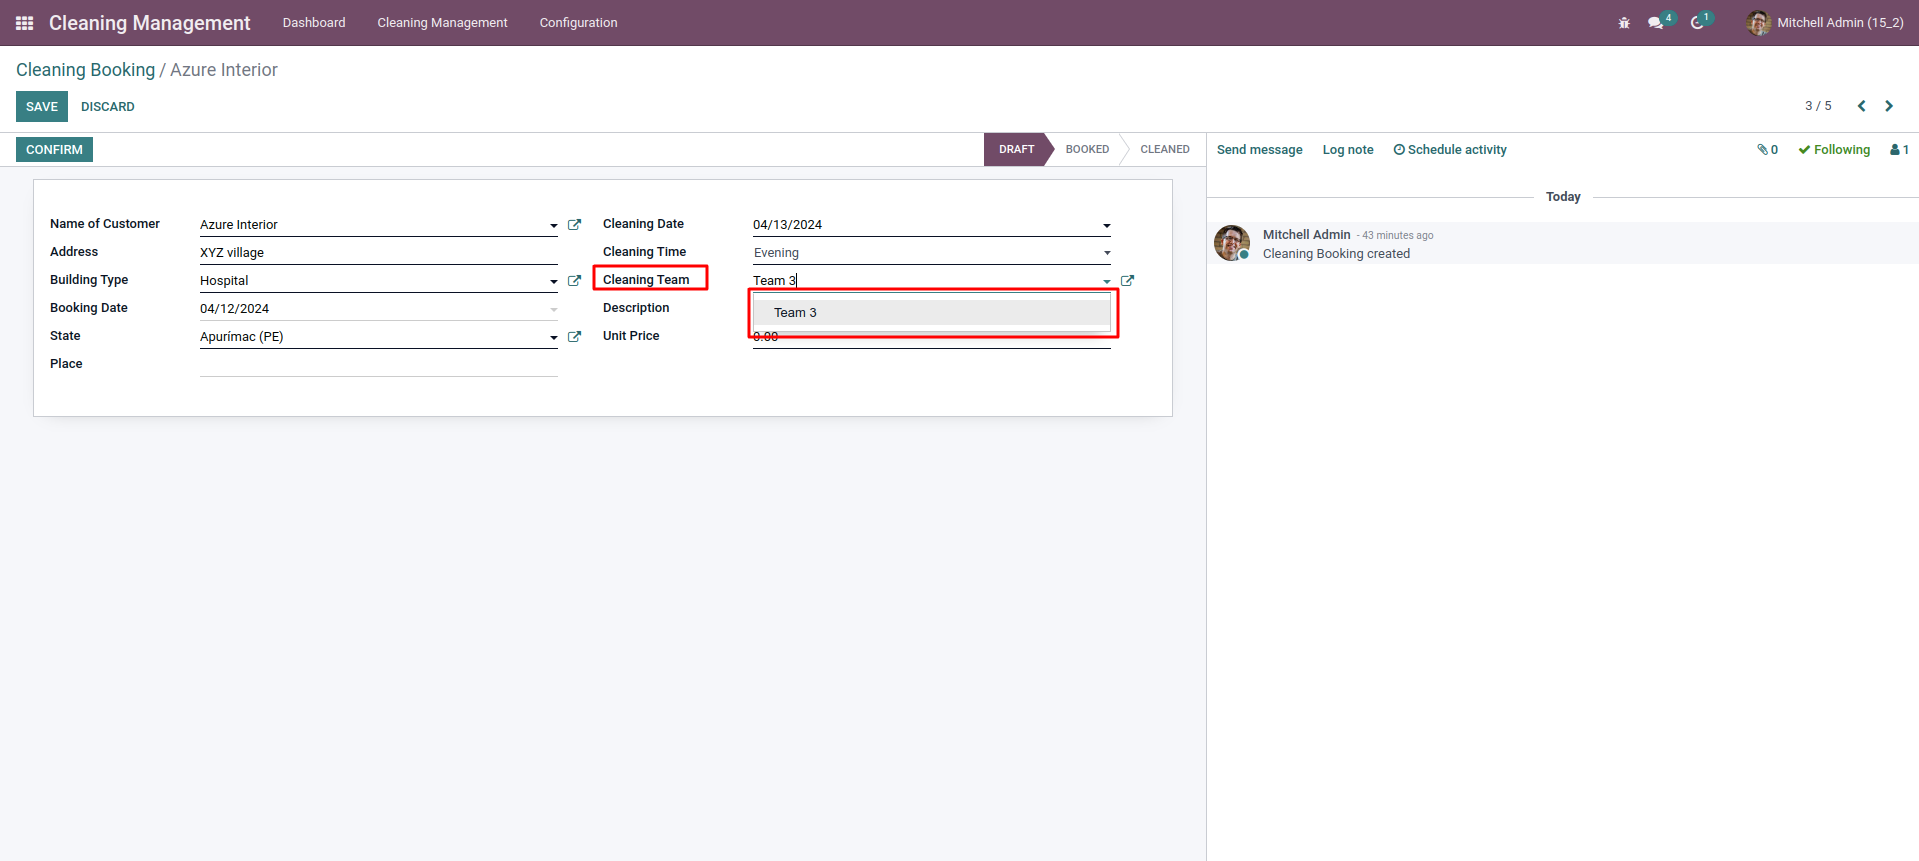 Cleaning Management Dashboard Cleaning Management Configuration 4 1 Mitchell Admin (15_2)
Cleaning Booking / Azure Interior
SAVE DISCARD 3 / 5
CONFIRM DRAFT BOOKED CLEANED Send message Log note Schedule activity 0 Following 1
Today
Name of Customer Azure Interior
Address XYZ village
Building Type Hospital
Booking Date 04/12/2024
State Apurímac (PE)
Place
Cleaning Date 04/13/2024
Cleaning Time Evening
Cleaning Team Team 3
Description Team 3
Unit Price 0.00
Mitchell Admin - 43 minutes ago
Cleaning Booking created